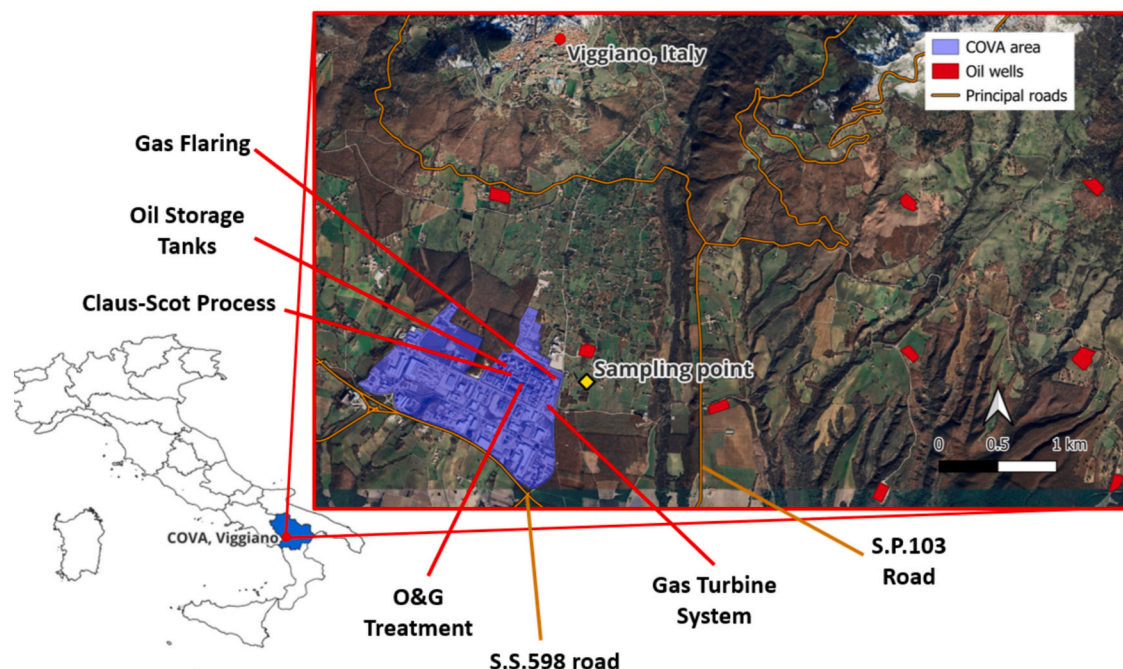 Viggiano, Italy
COVA area
Oil wells
Principal roads
Gas Flaring
Oil Storage
Tanks
Claus-Scot Process
Sampling point
0 0.5 1 km
COVA, Viggiano
O&G
Treatment
S.S.598 road
Gas Turbine
System
S.P.103
Road